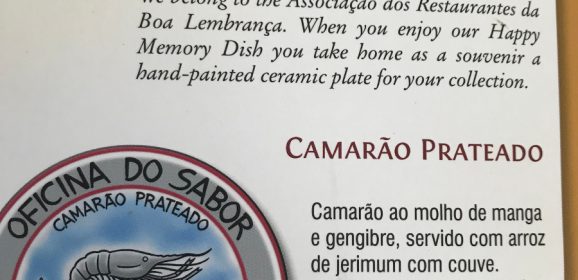 We belong to the Associação dos Restaurantes da
Boa Lembrança. When you enjoy our Happy
Memory Dish you take home as a souvenir a
hand-painted ceramic plate for your collection.
CAMARÃO PRATEADO
OFICINA DO SABOR
CAMARÃO PRATEADO
Camarão ao molho de manga
e gengibre, servido com arroz
de jerimum com couve.